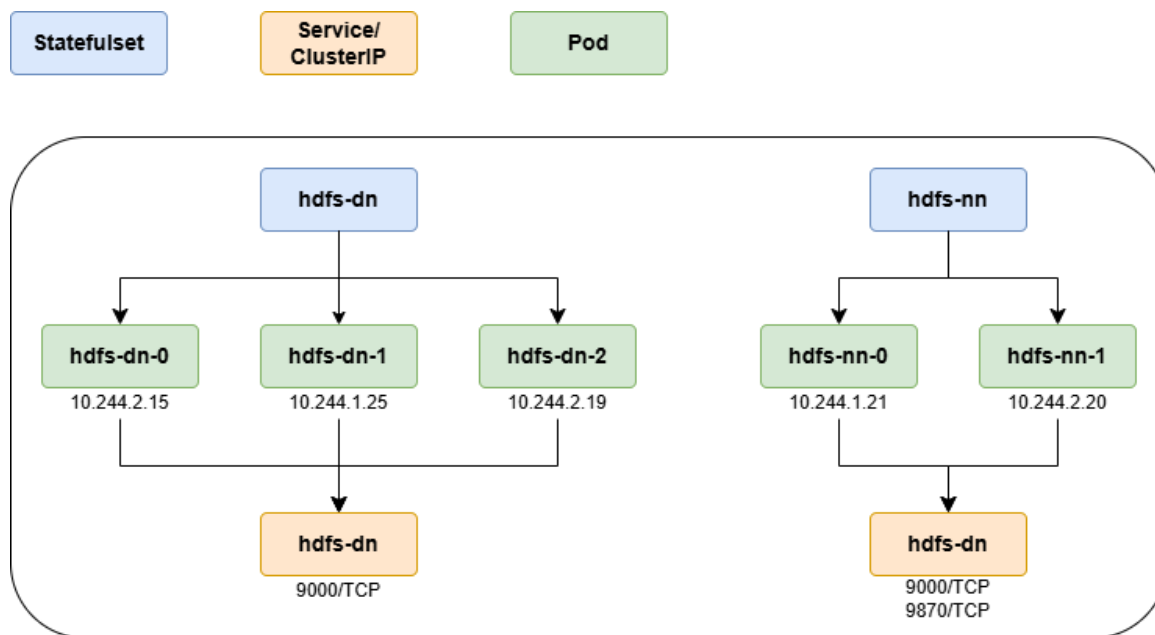 Statefulset
Service/
ClusterIP
Pod
hdfs-dn
hdfs-nn
hdfs-dn-0
hdfs-dn-1
hdfs-dn-2
hdfs-nn-0
hdfs-nn-1
10.244.2.15
10.244.1.25
10.244.2.19
10.244.1.21
10.244.2.20
hdfs-dn
hdfs-dn
9000/TCP
9000/TCP
9870/TCP